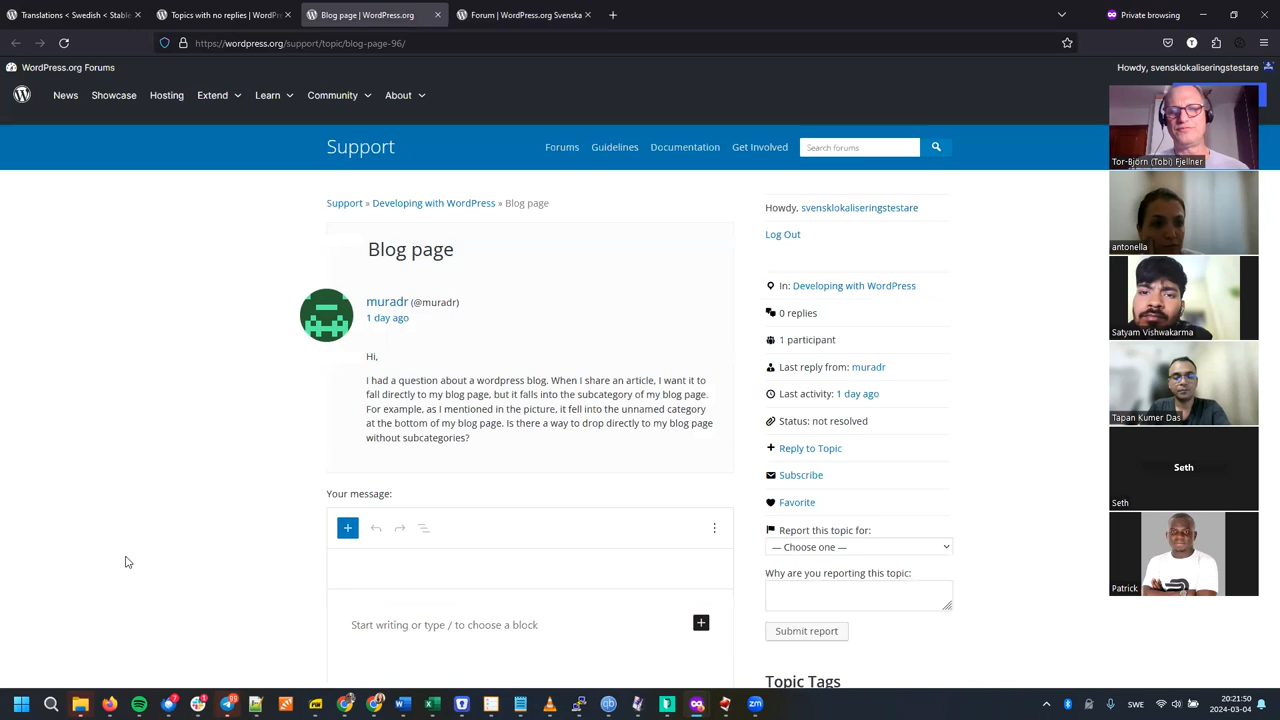 Translations < Swedish < Stable
Topics with no replies | WordPr
Blog page | WordPress.org
Forum | WordPress.org Svenska
Private browsing
https://wordpress.org/support/topic/blog-page-96/
WordPress.org Forums
Howdy, svensklokaliseringstestare
News
Showcase
Hosting
Extend
Learn
Community
About
Support
Forums
Guidelines
Documentation
Get Involved
Search forums
Support » Developing with WordPress » Blog page
Blog page
muradr (@muradr)
1 day ago
Hi,
I had a question about a wordpress blog. When I share an article, I want it to
fall directly to my blog page, but it falls into the subcategory of my blog page.
For example, as I mentioned in the picture, it fell into the unnamed category
at the bottom of my blog page. Is there a way to drop directly to my blog page
without subcategories?
Your message:
Start writing or type / to choose a block
Howdy, svensklokaliseringstestare
Log Out
In: Developing with WordPress
0 replies
1 participant
Last reply from: muradr
Last activity: 1 day ago
Status: not resolved
Reply to Topic
Subscribe
Favorite
Report this topic for:
— Choose one —
Why are you reporting this topic:
Submit report
Topic Tags
Tor-Björn (Tobi) Fjellner
antonella
Satyam Vishwakarma
Tapan Kumer Das
Seth
Seth
Patrick
SWE
20:21:50
2024-03-04